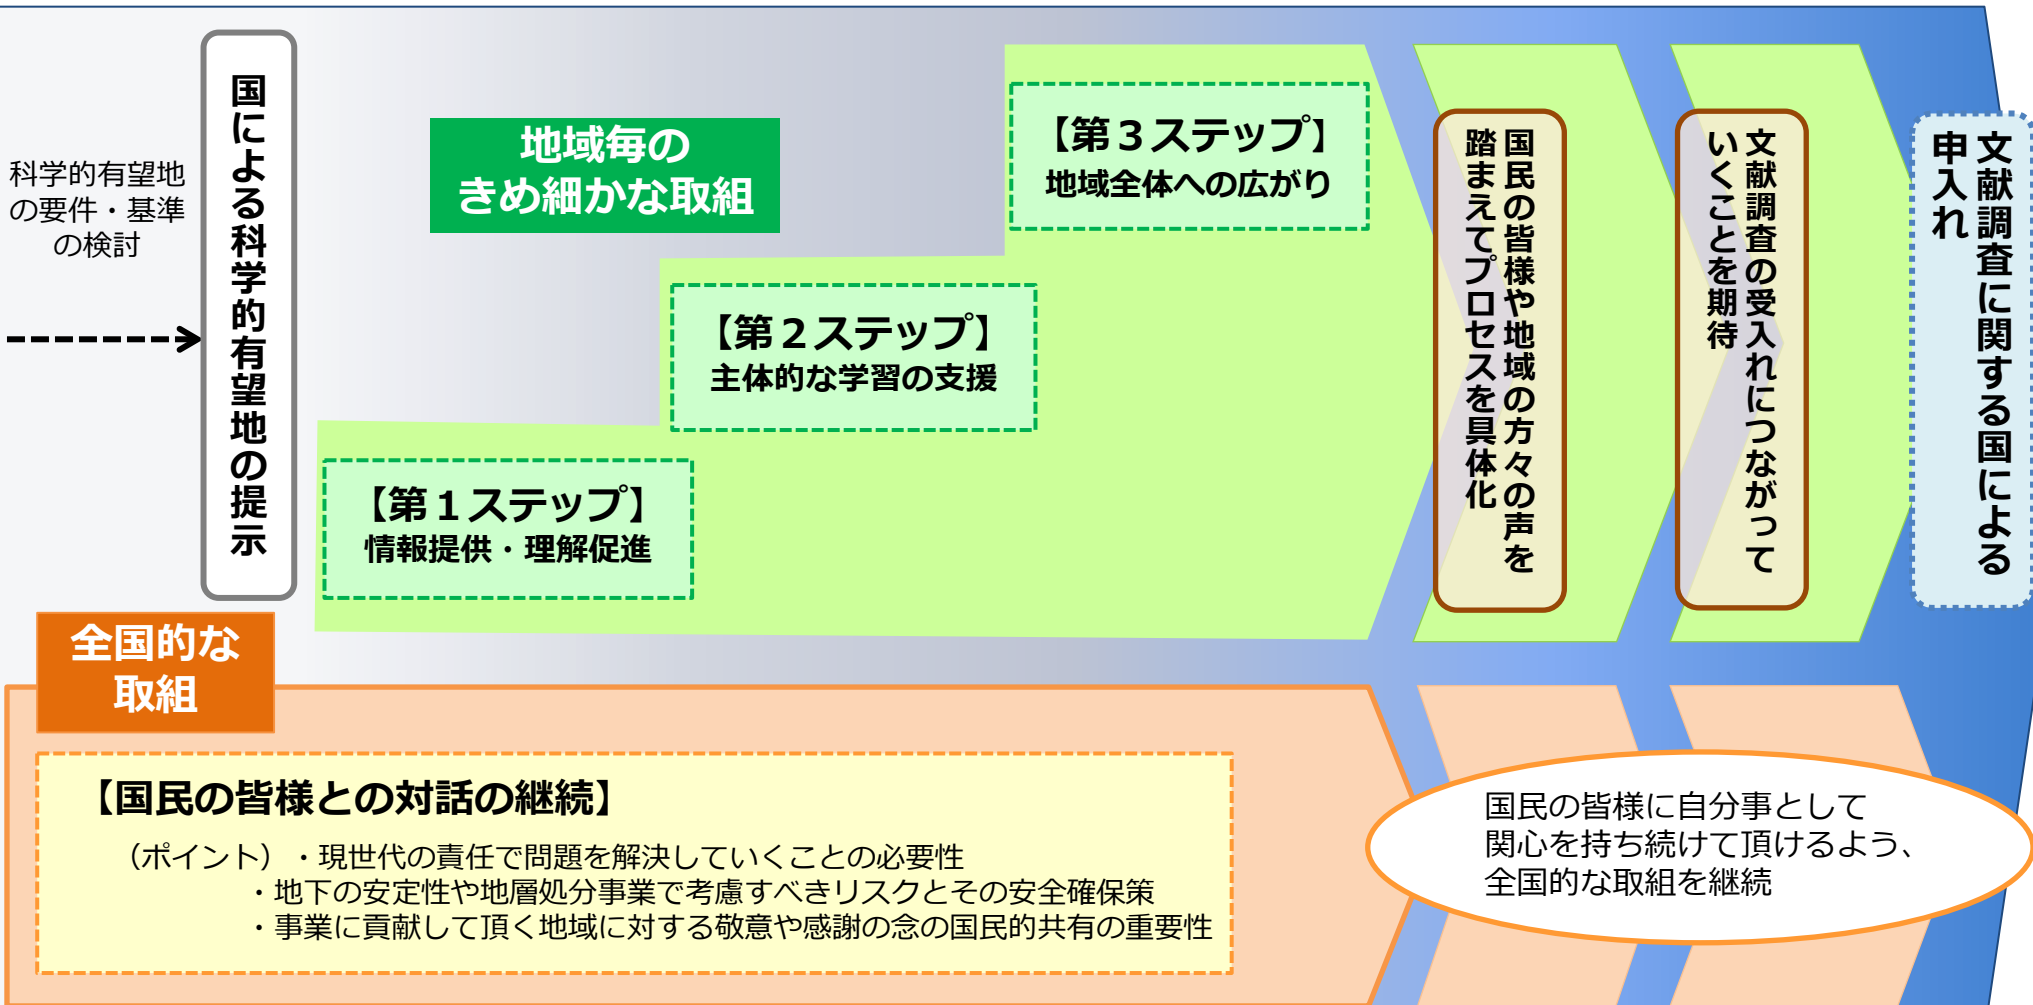 科学的有望地
の要件・基準
の検討
国による科学的有望地の提示
地域毎の
きめ細かな取組
【第１ステップ】
情報提供・理解促進
【第２ステップ】
主体的な学習の支援
【第３ステップ】
地域全体への広がり
国民の皆様や地域の方々の声を
踏まえてプロセスを具体化
文献調査の受入れにつながって
いくことを期待
文献調査に関する国による
申入れ
全国的な
取組
【国民の皆様との対話の継続】
（ポイント）・現世代の責任で問題を解決していくことの必要性
・地下の安定性や地層処分事業で考慮すべきリスクとその安全確保策
・事業に貢献して頂く地域に対する敬意や感謝の念の国民的共有の重要性
国民の皆様に自分事として
関心を持ち続けて頂けるよう、
全国的な取組を継続